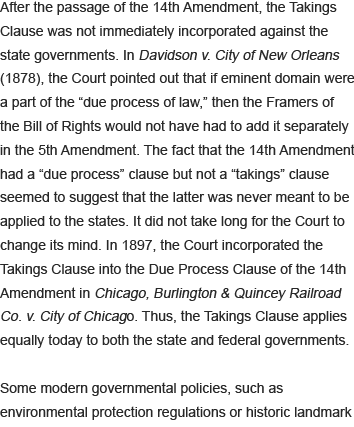 After the passage of the 14th Amendment, the Takings
Clause was not immediately incorporated against the
state governments. In Davidson v. City of New Orleans
(1878), the Court pointed out that if eminent domain were
a part of the “due process of law,” then the Framers of
the Bill of Rights would not have had to add it separately
in the 5th Amendment. The fact that the 14th Amendment
had a “due process” clause but not a “takings” clause
seemed to suggest that the latter was never meant to be
applied to the states. It did not take long for the Court to
change its mind. In 1897, the Court incorporated the
Takings Clause into the Due Process Clause of the 14th
Amendment in Chicago, Burlington & Quincey Railroad
Co. v. City of Chicago. Thus, the Takings Clause applies
equally today to both the state and federal governments.
Some modern governmental policies, such as
environmental protection regulations or historic landmark